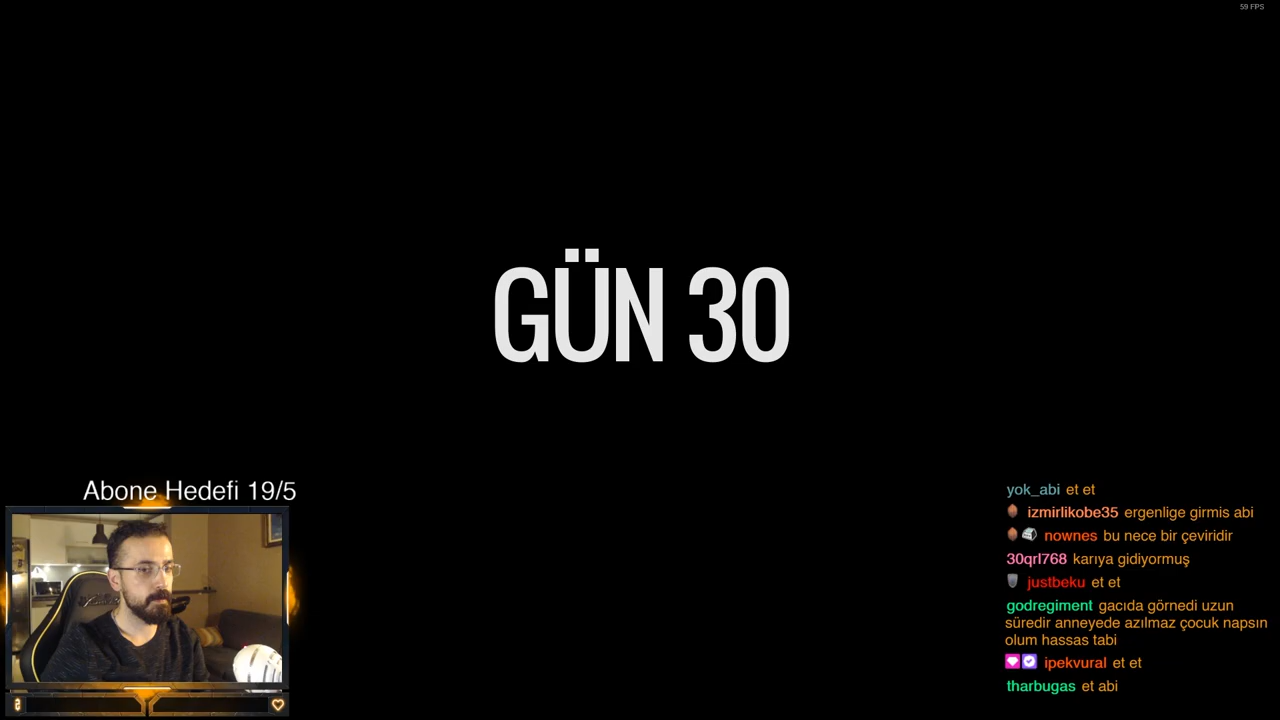 59 FPS
GÜN 30
Abone Hedefi 19/5
yok_abi et et
izmirlikobe35 ergenlige girmis abi
nownes bu nece bir çeviridir
30qrl768 karıya gidiyormuş
justbeku et et
godregiment gacıda görnedi uzun
süredir anneyede azılmaz çocuk napsın
olum hassas tabi
ipekvural et et
tharbugas et abi